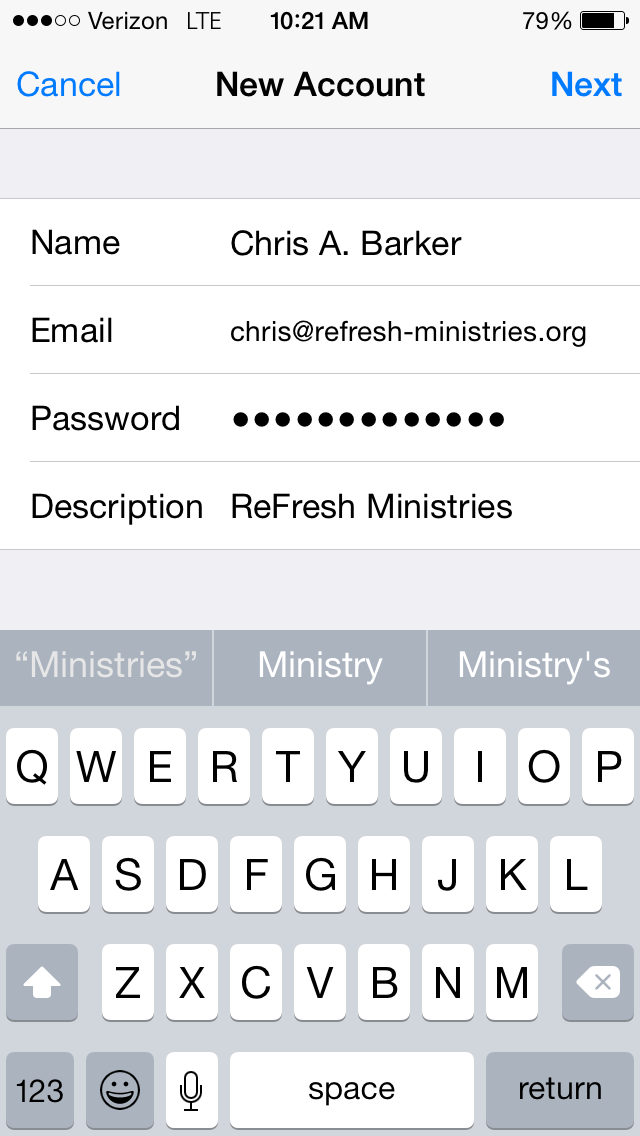 Verizon LTE 10:21 AM 79%
Cancel New Account Next
Name Chris A. Barker
Email chris@refresh-ministries.org
Password •••••••••••••
Description ReFresh Ministries
“Ministries” Ministry Ministry's
Q W E R T Y U I O P
A S D F G H J K L
Z X C V B N M
123 space return